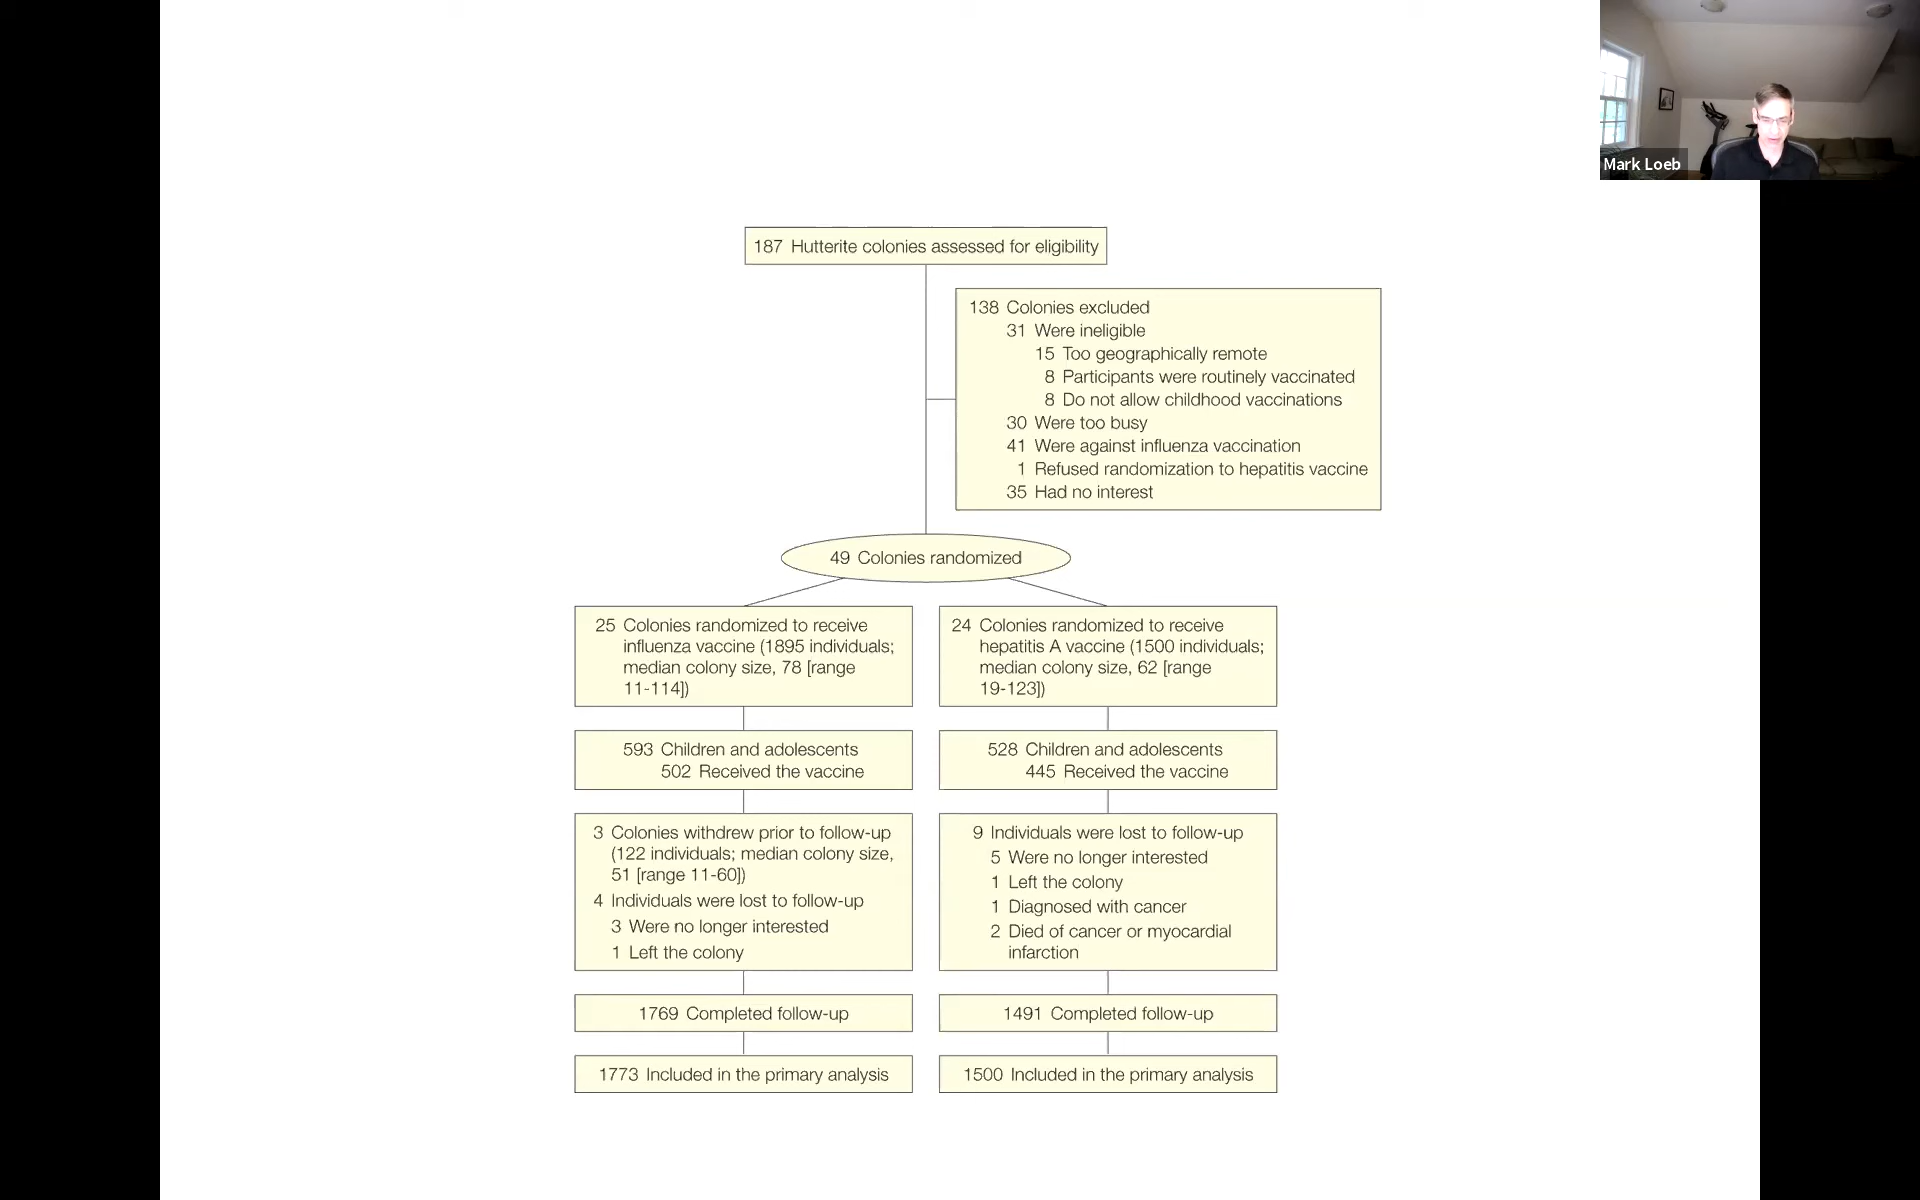 Mark Loeb
187 Hutterite colonies assessed for eligibility
138 Colonies excluded
31 Were ineligible
15 Too geographically remote
8 Participants were routinely vaccinated
8 Do not allow childhood vaccinations
30 Were too busy
41 Were against influenza vaccination
1 Refused randomization to hepatitis vaccine
35 Had no interest
49 Colonies randomized
25 Colonies randomized to receive
influenza vaccine (1895 individuals;
median colony size, 78 [range
11-114])
24 Colonies randomized to receive
hepatitis A vaccine (1500 individuals;
median colony size, 62 [range
19-123])
593 Children and adolescents
502 Received the vaccine
528 Children and adolescents
445 Received the vaccine
3 Colonies withdrew prior to follow-up
(122 individuals; median colony size,
51 [range 11-60])
4 Individuals were lost to follow-up
3 Were no longer interested
1 Left the colony
9 Individuals were lost to follow-up
5 Were no longer interested
1 Left the colony
1 Diagnosed with cancer
2 Died of cancer or myocardial
infarction
1769 Completed follow-up
1491 Completed follow-up
1773 Included in the primary analysis
1500 Included in the primary analysis